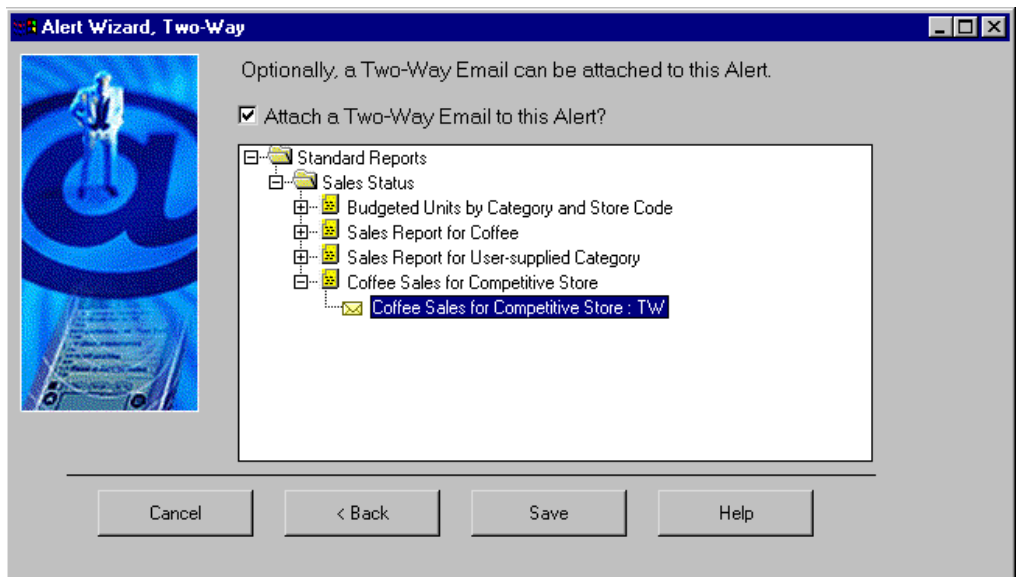 Alert Wizard, Two-Way
Optionally, a Two-Way Email can be attached to this Alert.
Attach a Two-Way Email to this Alert?
Standard Reports
Sales Status
Budgeted Units by Category and Store Code
Sales Report for Coffee
Sales Report for User-supplied Category
Coffee Sales for Competitive Store
Coffee Sales for Competitive Store : TW
Cancel
< Back
Save
Help